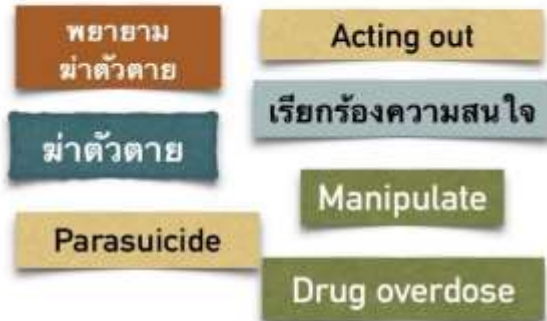 พยายาม
ฆ่าตัวตาย
Acting out
เรียกร้องความสนใจ
ฆ่าตัวตาย
Manipulate
Parasuicide
Drug overdose